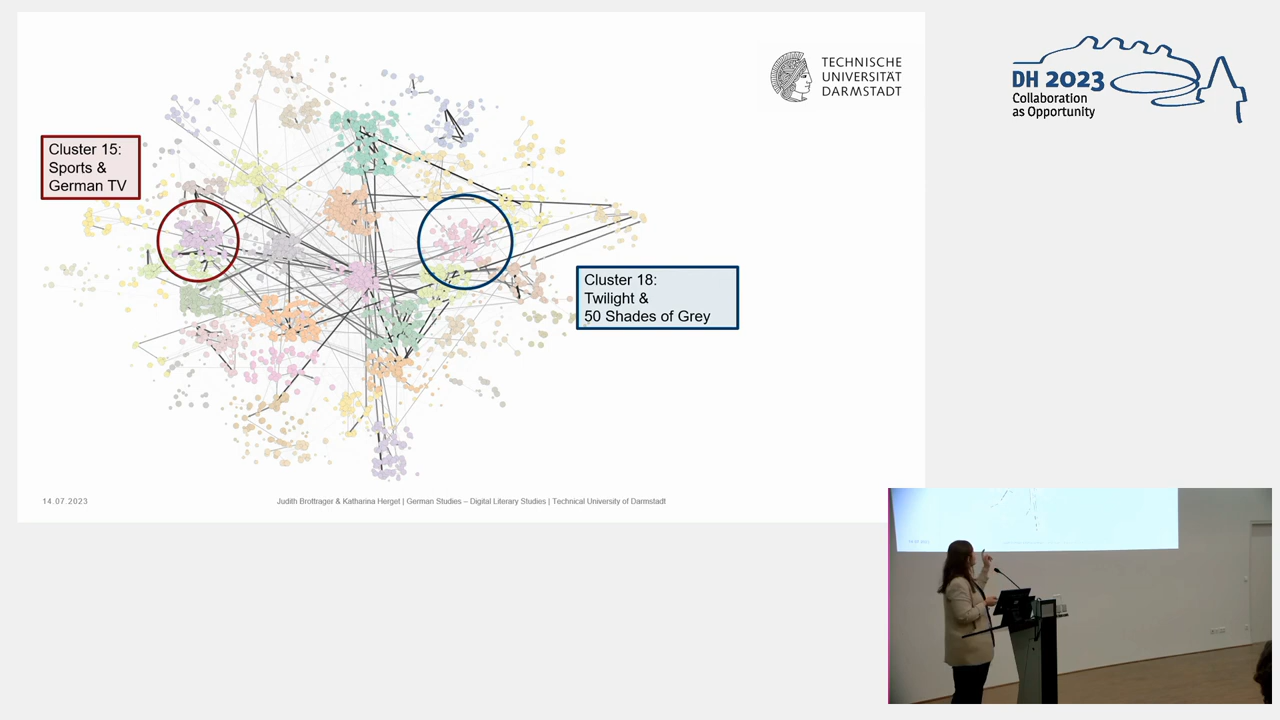 TECHNISCHE
UNIVERSITÄT
DARMSTADT
DH 2023
Collaboration
as Opportunity
Cluster 15:
Sports &
German TV
Cluster 18:
Twilight &
50 Shades of Grey
14.07.2023
Judith Brottrager & Katharina Herget | German Studies – Digital Literary Studies | Technical University of Darmstadt